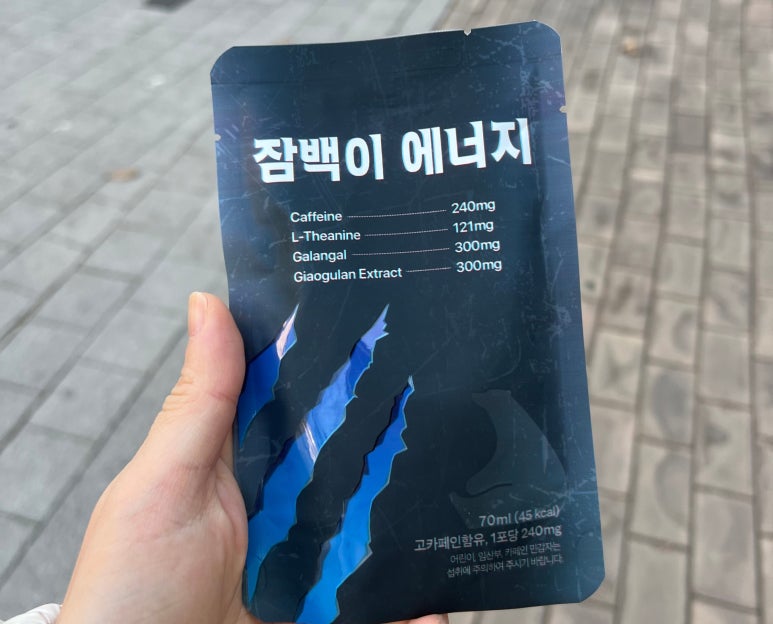 잠백이 에너지
Caffeine 240mg
L-Theanine 121mg
Galangal 300mg
Giaogulan Extract 300mg
70ml (45 kcal)
고카페인함유, 1포당 240mg
어린이, 임산부, 카페인 민감자는
섭취에 주의하여 주시기 바랍니다.